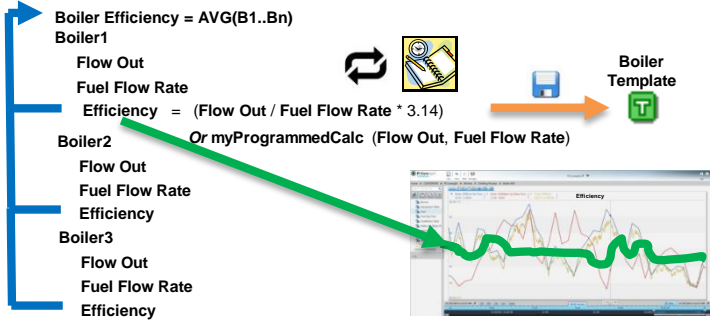 Boiler Efficiency = AVG(B1..Bn)
Boiler1
Flow Out
Fuel Flow Rate
Efficiency = (Flow Out / Fuel Flow Rate * 3.14)
Or myProgrammedCalc (Flow Out, Fuel Flow Rate)
Boiler
Template
T
Boiler2
Flow Out
Fuel Flow Rate
Efficiency
Boiler3
Flow Out
Fuel Flow Rate
Efficiency
Efficiency